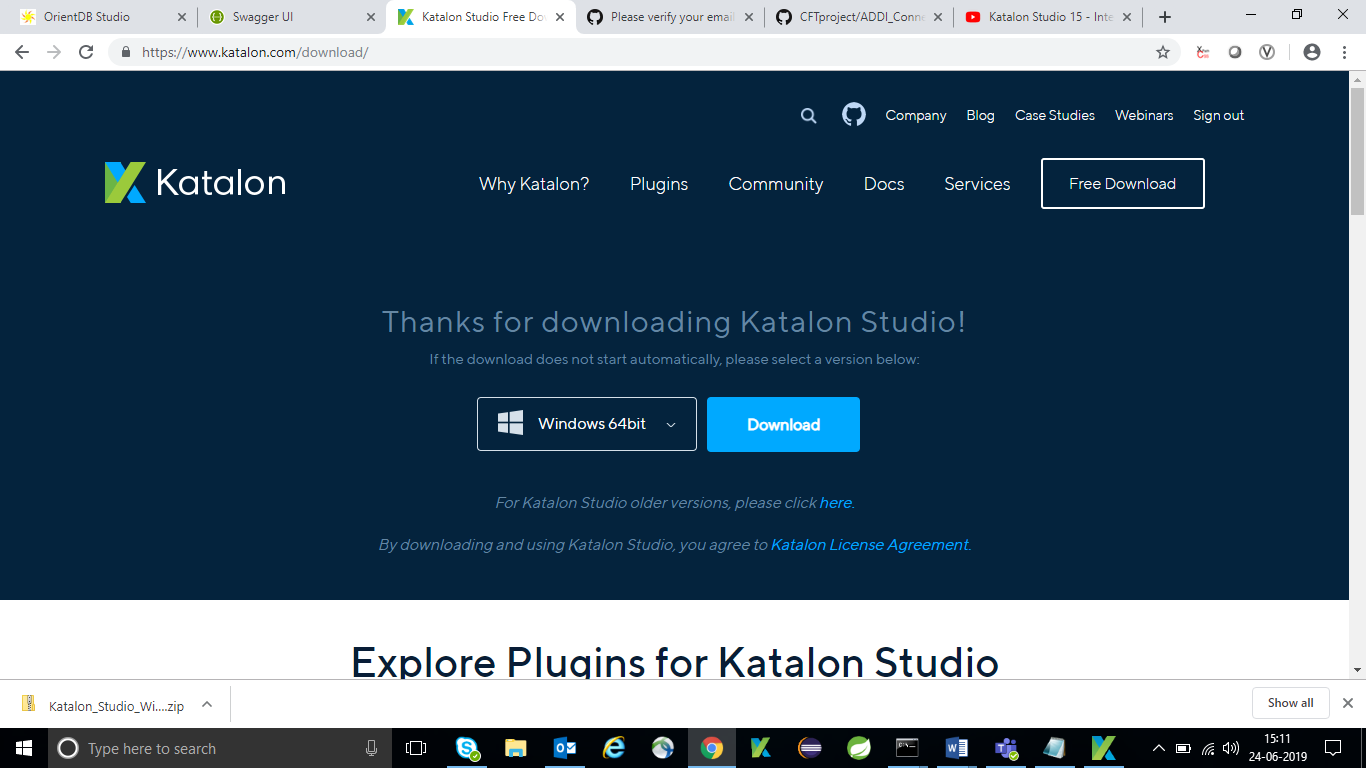 OrientDB Studio
Swagger UI
Katalon Studio Free Do
Please verify your email
CFTproject/ADDI_Conne
Katalon Studio 15 - Inte
https://www.katalon.com/download/
Company Blog Case Studies Webinars Sign out
Katalon
Why Katalon? Plugins Community Docs Services Free Download
Thanks for downloading Katalon Studio!
If the download does not start automatically, please select a version below:
Windows 64bit Download
For Katalon Studio older versions, please click here.
By downloading and using Katalon Studio, you agree to Katalon License Agreement.
Explore Plugins for Katalon Studio
Katalon_Studio_Wi....zip
Show all
Type here to search
15:11
24-06-2019